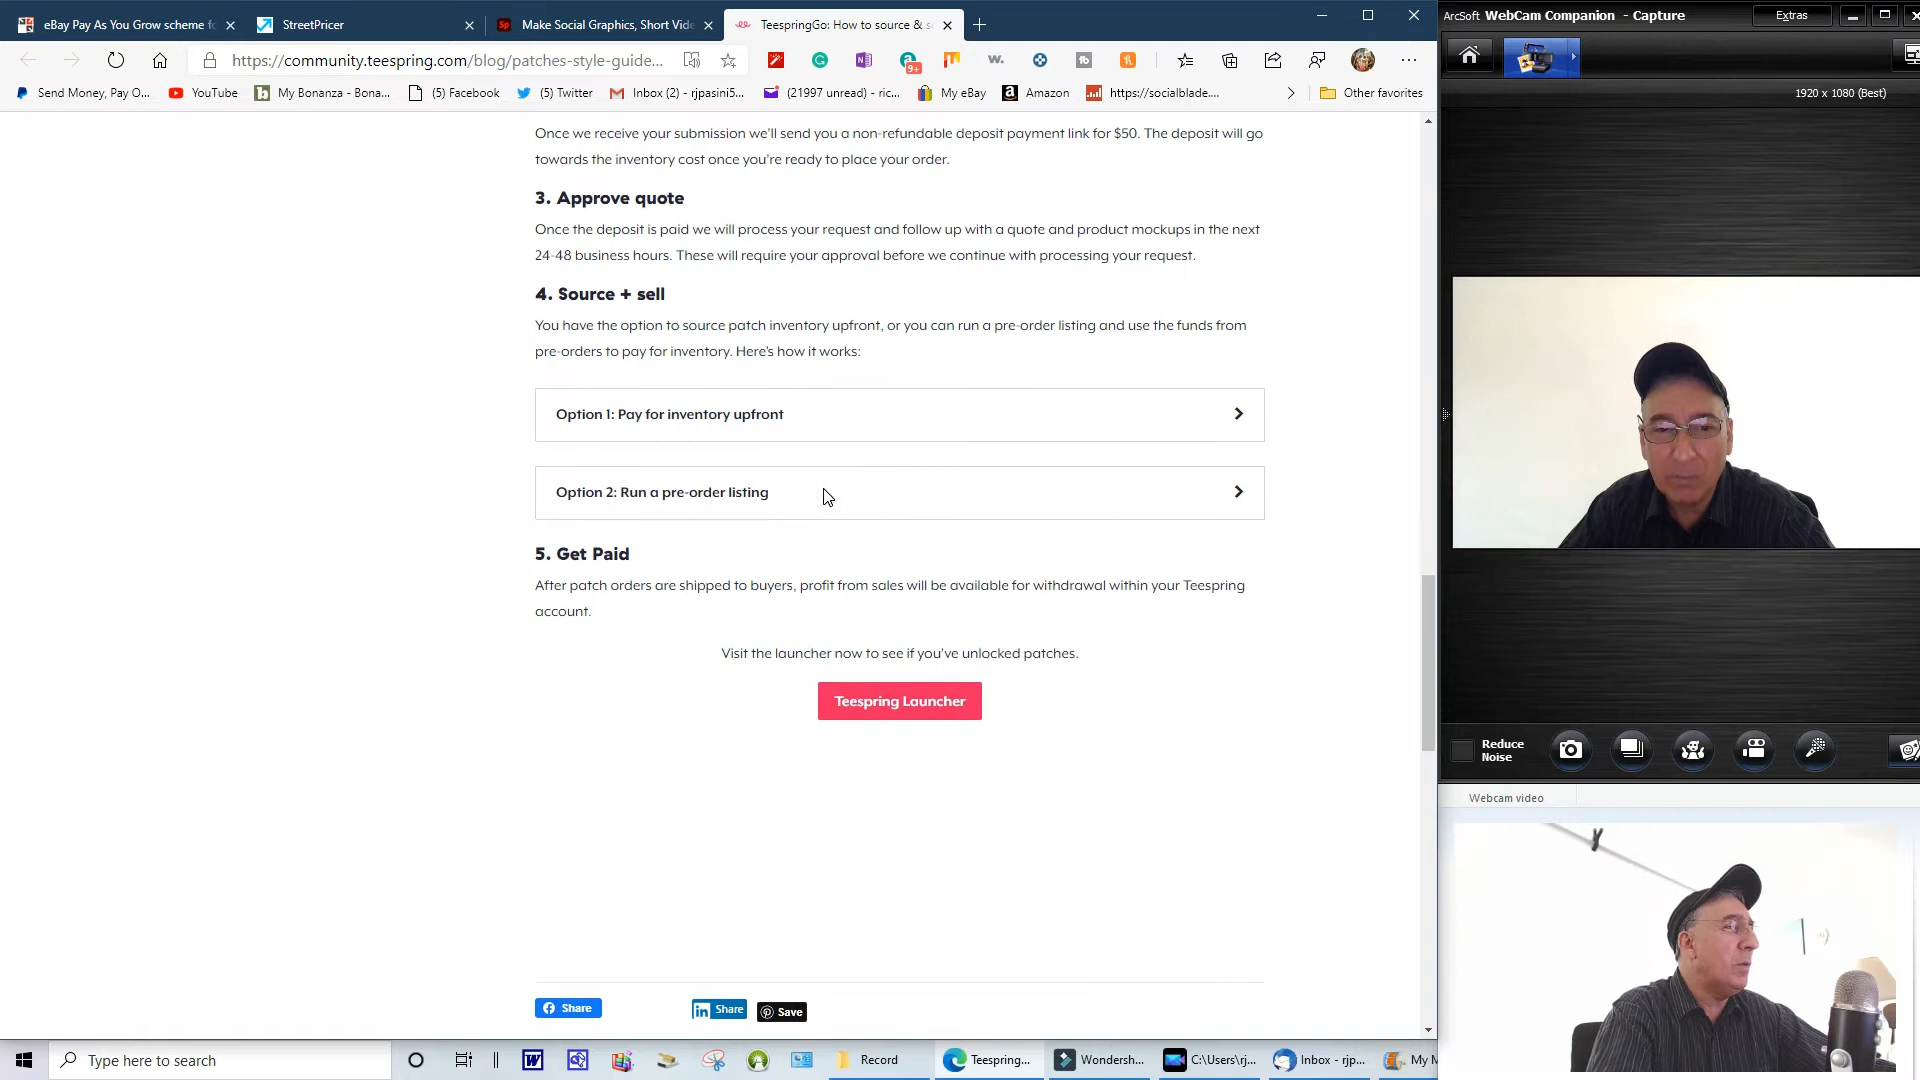 eBay Pay As You Grow scheme fo
StreetPricer
Sp Make Social Graphics, Short Vide
TeespringGo: How to source & s
ArcSoft WebCam Companion - Capture
Extras
https://community.teespring.com/blog/patches-style-guide...
9+
Send Money, Pay O...
YouTube
My Bonanza - Bona...
(5) Facebook
(5) Twitter
Inbox (2) - rjpasini5...
(21997 unread) - ric...
My eBay
Amazon
https://socialblade....
Other favorites
1920 x 1080 (Best)
Once we receive your submission we'll send you a non-refundable deposit payment link for $50. The deposit will go
towards the inventory cost once you're ready to place your order.
3. Approve quote
Once the deposit is paid we will process your request and follow up with a quote and product mockups in the next
24-48 business hours. These will require your approval before we continue with processing your request.
4. Source + sell
You have the option to source patch inventory upfront, or you can run a pre-order listing and use the funds from
pre-orders to pay for inventory. Here's how it works:
Option 1: Pay for inventory upfront
Option 2: Run a pre-order listing
5. Get Paid
After patch orders are shipped to buyers, profit from sales will be available for withdrawal within your Teespring
account.
Visit the launcher now to see if you've unlocked patches.
Teespring Launcher
Reduce
Noise
Webcam video
Share
in Share
Save
Type here to search
Record
Teespring...
Wondersh...
C:\Users\rj...
Inbox - rjp...
My M